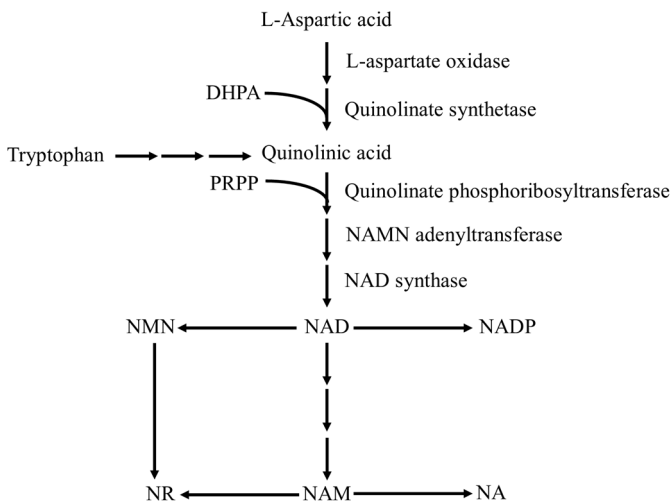 L-Aspartic acid
L-aspartate oxidase
DHPA
Quinolinate synthetase
Tryptophan
Quinolinic acid
PRPP
Quinolinate phosphoribosyltransferase
NAMN adenyltransferase
NAD synthase
NMN
NAD
NADP
NR
NAM
NA